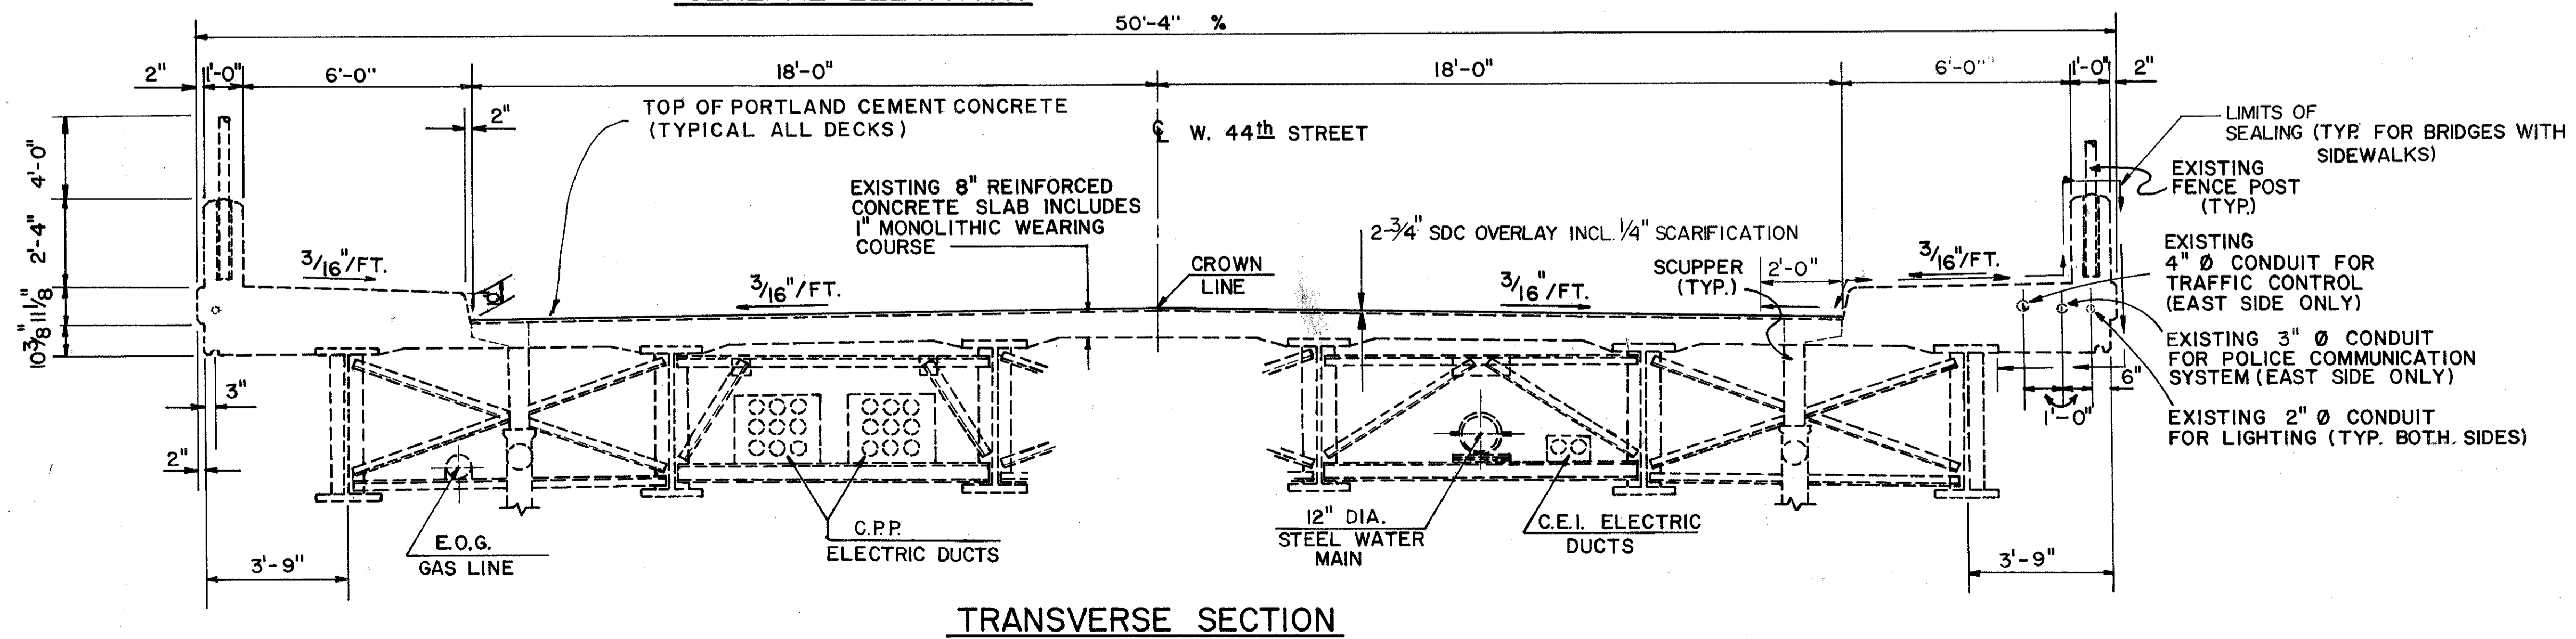 50'-4" %
2" 1'-0" 6'-0" 18'-0" 18'-0" 6'-0" 1'-0" 2"
2"
TOP OF PORTLAND CEMENT CONCRETE
(TYPICAL ALL DECKS)
℄ W. 44th STREET
LIMITS OF
SEALING (TYP. FOR BRIDGES WITH
SIDEWALKS)
4'-0"
2'-4"
11 1/8"
10 3/8"
EXISTING 8" REINFORCED
CONCRETE SLAB INCLUDES
1" MONOLITHIC WEARING
COURSE
EXISTING
FENCE POST
(TYP.)
2-3/4" SDC OVERLAY INCL. 1/4" SCARIFICATION
3/16"/FT.
3/16"/FT.
CROWN
LINE
3/16"/FT.
SCUPPER
(TYP.)
2'-0"
3/16"/FT.
EXISTING
4" Ø CONDUIT FOR
TRAFFIC CONTROL
(EAST SIDE ONLY)
EXISTING 3" Ø CONDUIT
FOR POLICE COMMUNICATION
SYSTEM (EAST SIDE ONLY)
EXISTING 2" Ø CONDUIT
FOR LIGHTING (TYP. BOTH SIDES)
3"
2"
6"
1'-0"
3'-9"
E.O.G.
GAS LINE
C.P.P.
ELECTRIC DUCTS
12" DIA.
STEEL WATER
MAIN
C.E.I. ELECTRIC
DUCTS
3'-9"
TRANSVERSE SECTION